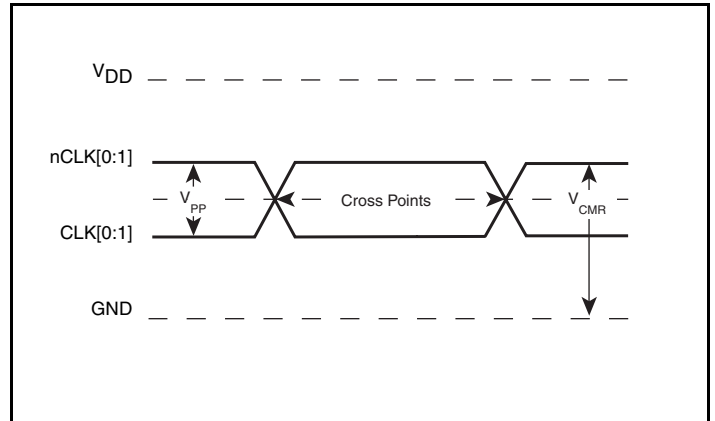 VDD
nCLK[0:1]
VPP
Cross Points
VCMR
CLK[0:1]
GND